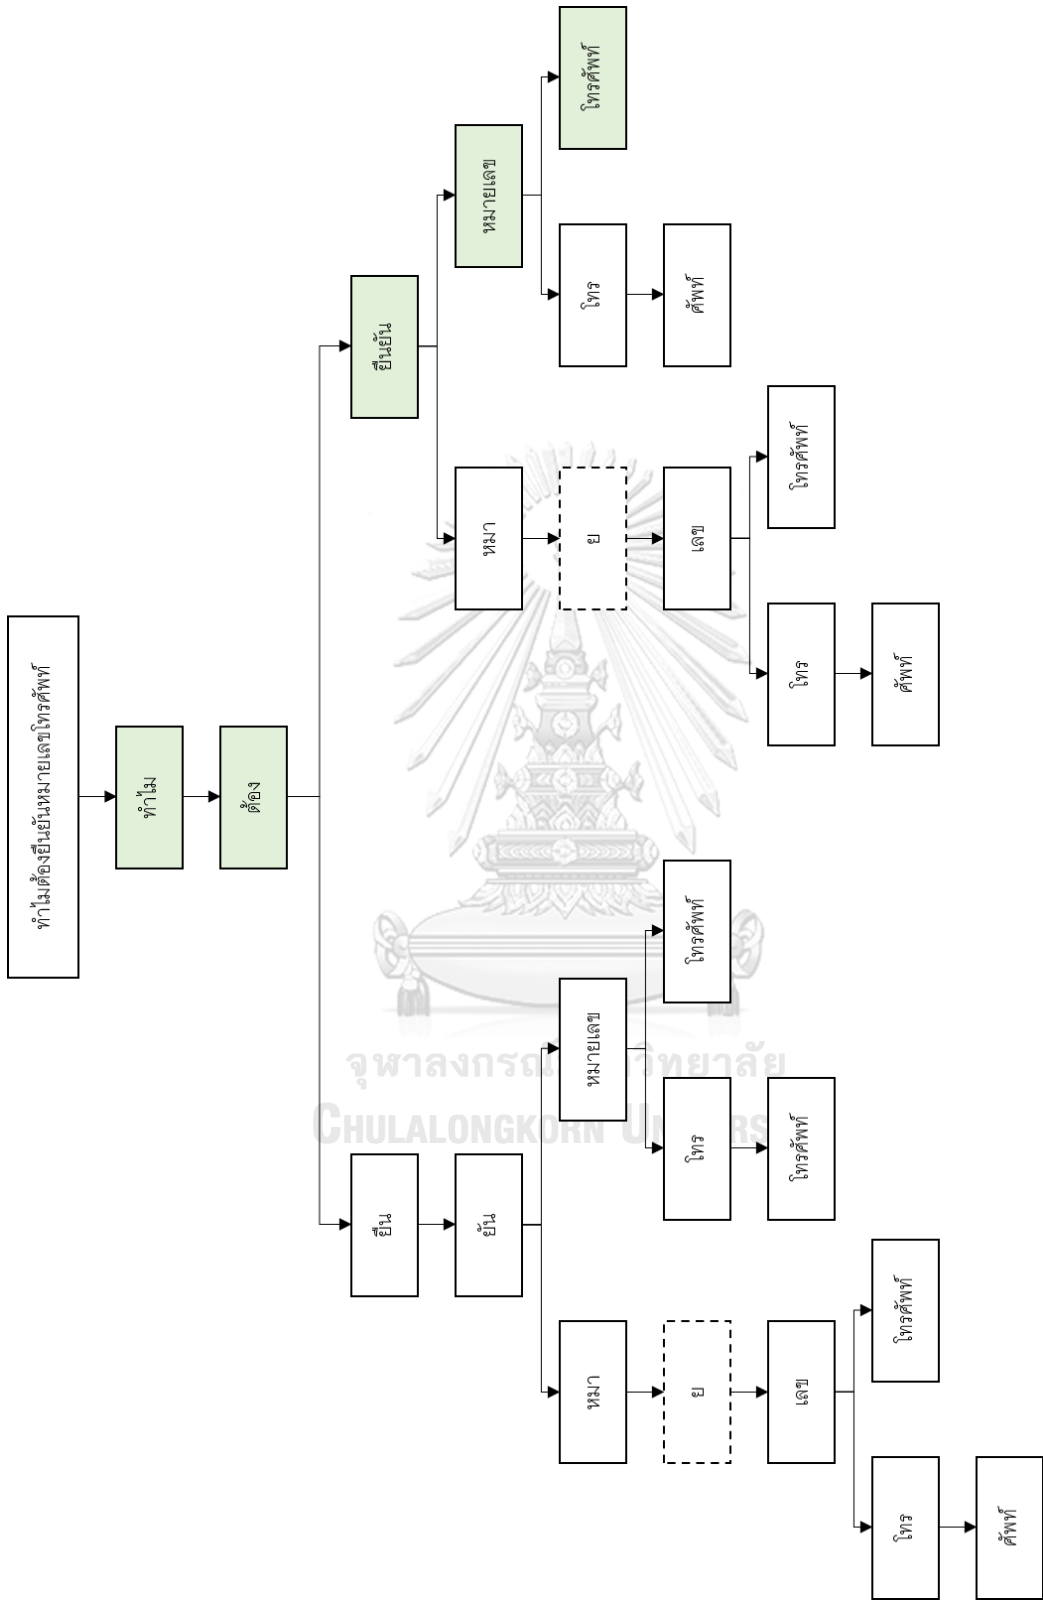 ทำไมต้องยืนยันหมายเลขโทรศัพท์
ทำไม
ต้อง
ยืน
ยืนยัน
ยัน
หมา
หมายเลข
หมา
หมายเลข
ย
โทร
โทรศัพท์
ย
โทร
โทรศัพท์
เลข
โทรศัพท์
เลข
ศัพท์
โทร
โทรศัพท์
โทร
โทรศัพท์
ศัพท์
ศัพท์
จุฬาลงกรณ์มหาวิทยาลัย
CHULALONGKORN UNIVERSITY